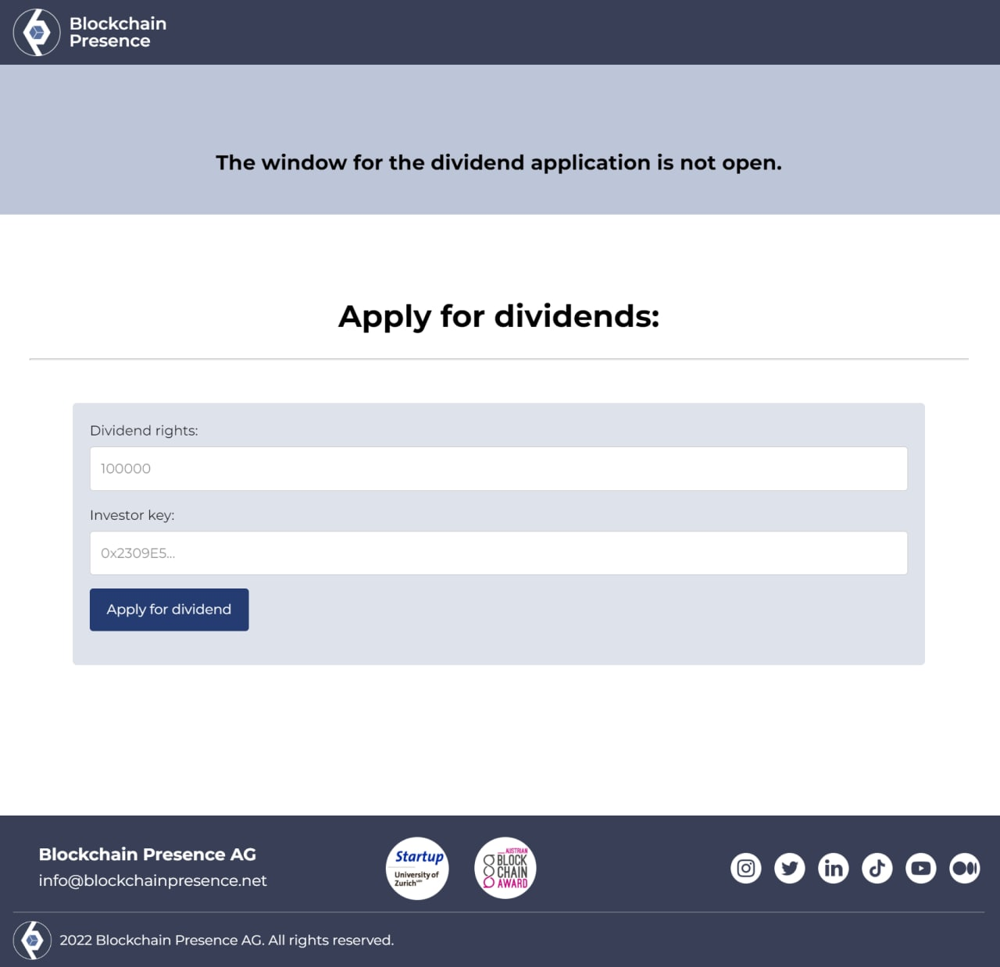 Blockchain
Presence
The window for the dividend application is not open.
Apply for dividends:
Dividend rights:
100000
Investor key:
0x2309E5...
Apply for dividend
Blockchain Presence AG
info@blockchainpresence.net
Startup
University of
Zurich UZH
AUSTRIAN
BLOCK
CHAIN
AWARD
2022 Blockchain Presence AG. All rights reserved.